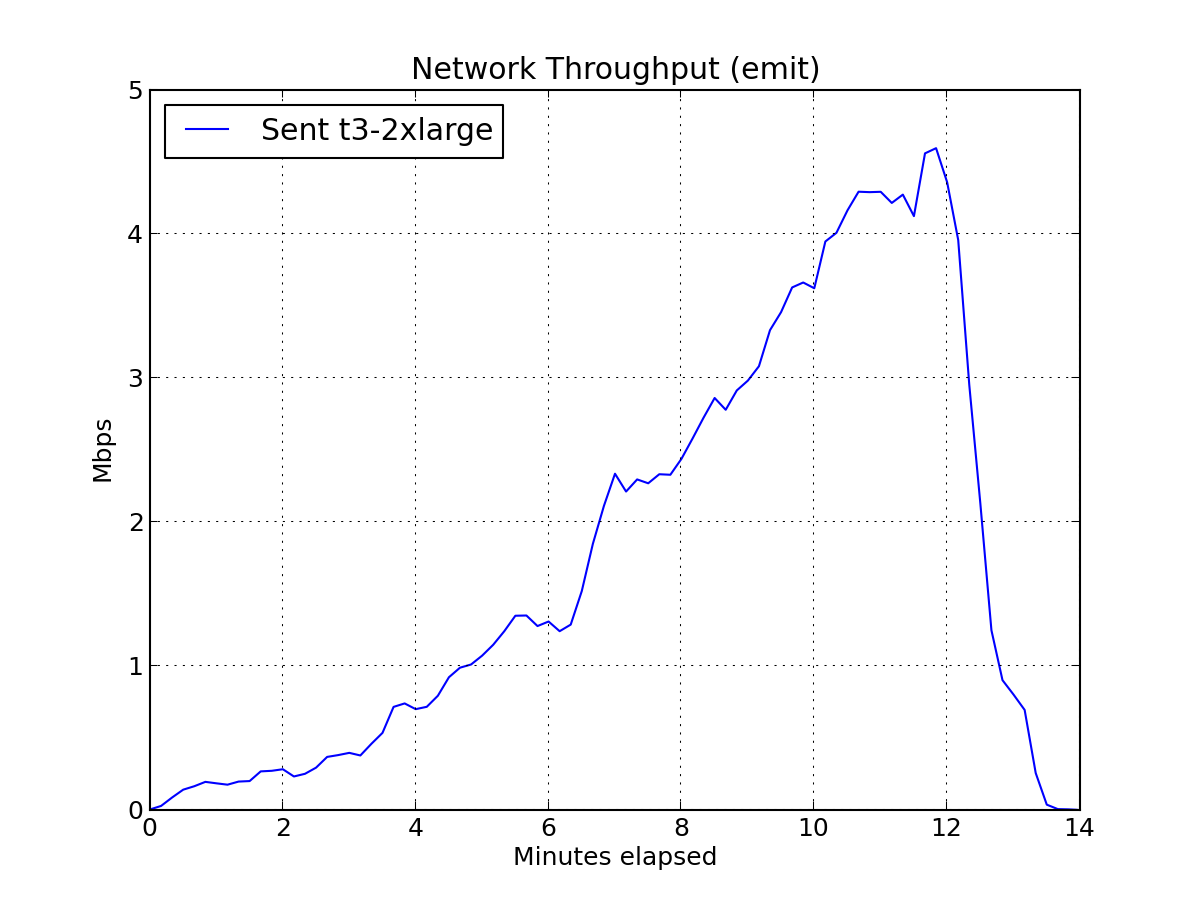 Network Throughput (emit)
Sent t3-2xlarge
5
4
3
2
1
0
Mbps
0 2 4 6 8 10 12 14
Minutes elapsed